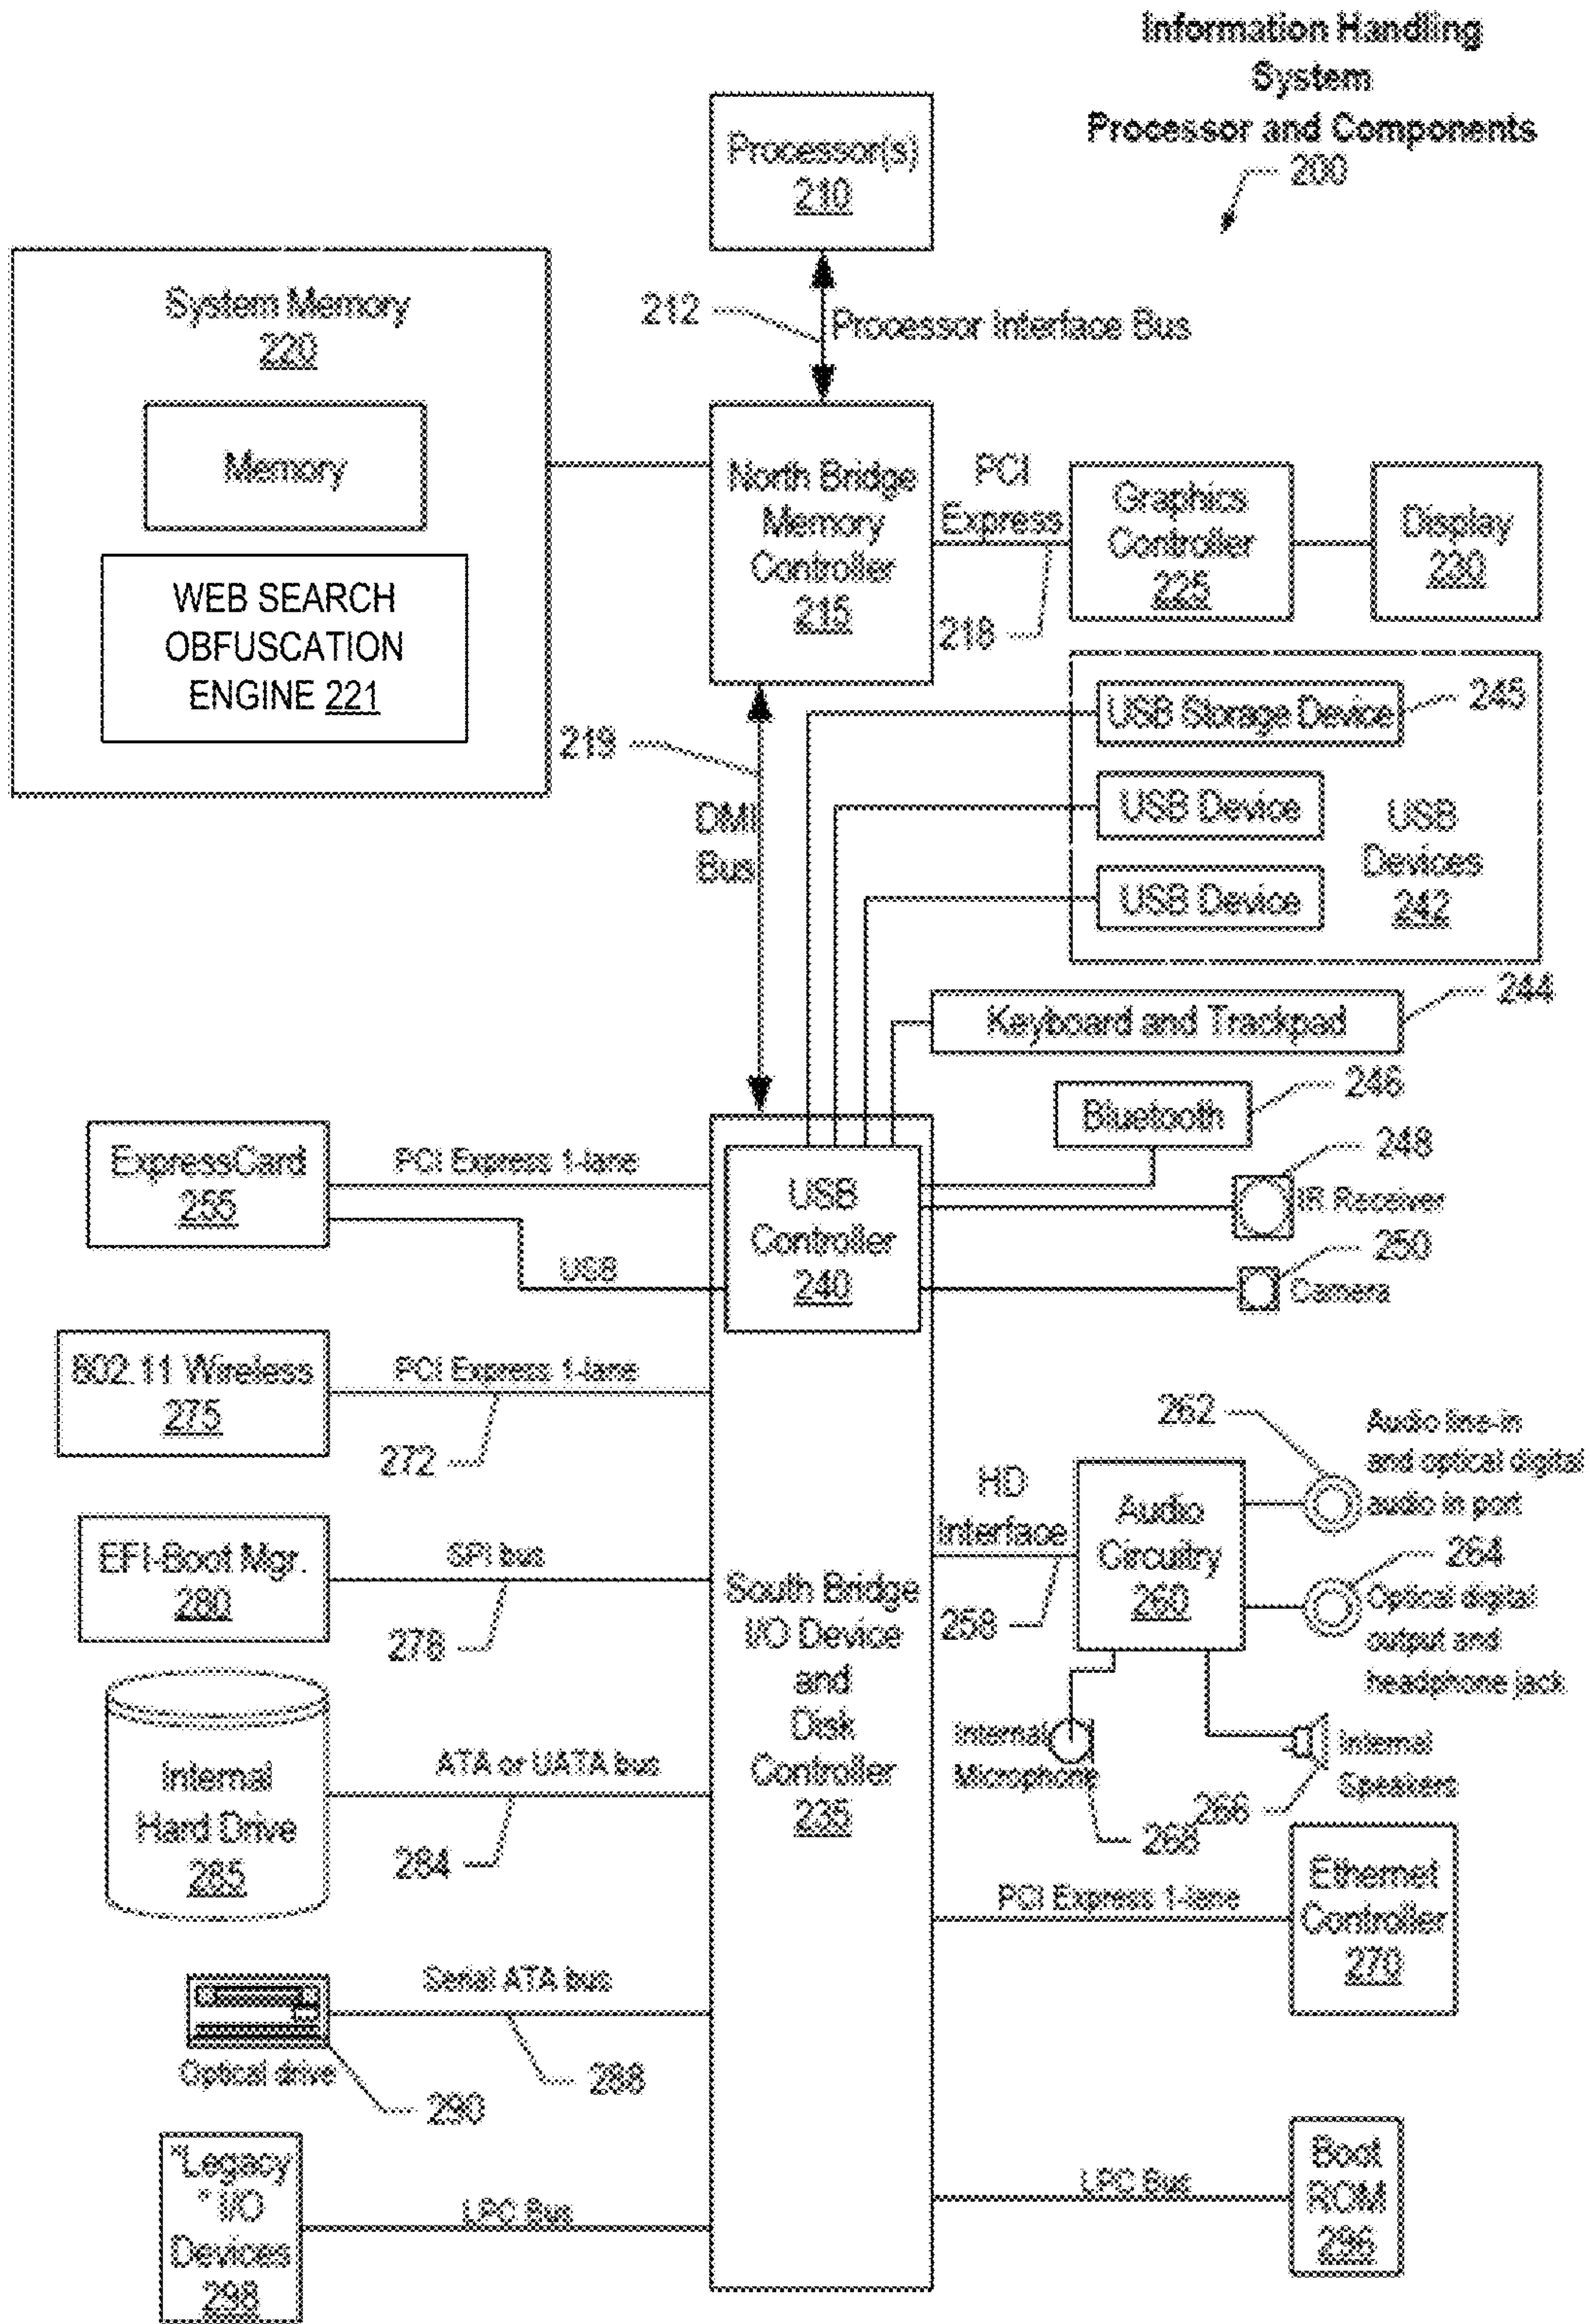 Information Handling
System
Processor and Components
200
Processor(s)
210
212
Processor Interface Bus
System Memory
220
Memory
WEB SEARCH
OBFUSCATION
ENGINE 221
North Bridge
Memory
Controller
215
PCI
Express
218
Graphics
Controller
225
Display
230
219
DMI
Bus
USB Storage Device
245
USB Device
USB Device
USB
Devices
242
Keyboard and Trackpad
244
Bluetooth
246
248
IR Receiver
250
Camera
ExpressCard
255
PCI Express 1-lane
USB
USB
Controller
240
802.11 Wireless
275
PCI Express 1-lane
272
EFI-Boot Mgr.
280
SPI bus
278
Internal
Hard Drive
285
ATA or UATA bus
284
Optical drive
290
Serial ATA bus
288
"Legacy
" I/O
Devices
298
LPC Bus
South Bridge
I/O Device
and
Disk
Controller
235
HD
Interface
258
Audio
Circuitry
260
262
Audio line-in
and optical digital
audio in port
264
Optical digital
output and
headphone jack
Internal
Microphone
268
266
Internal
Speakers
PCI Express 1-lane
Ethernet
Controller
270
LPC Bus
Boot
ROM
296